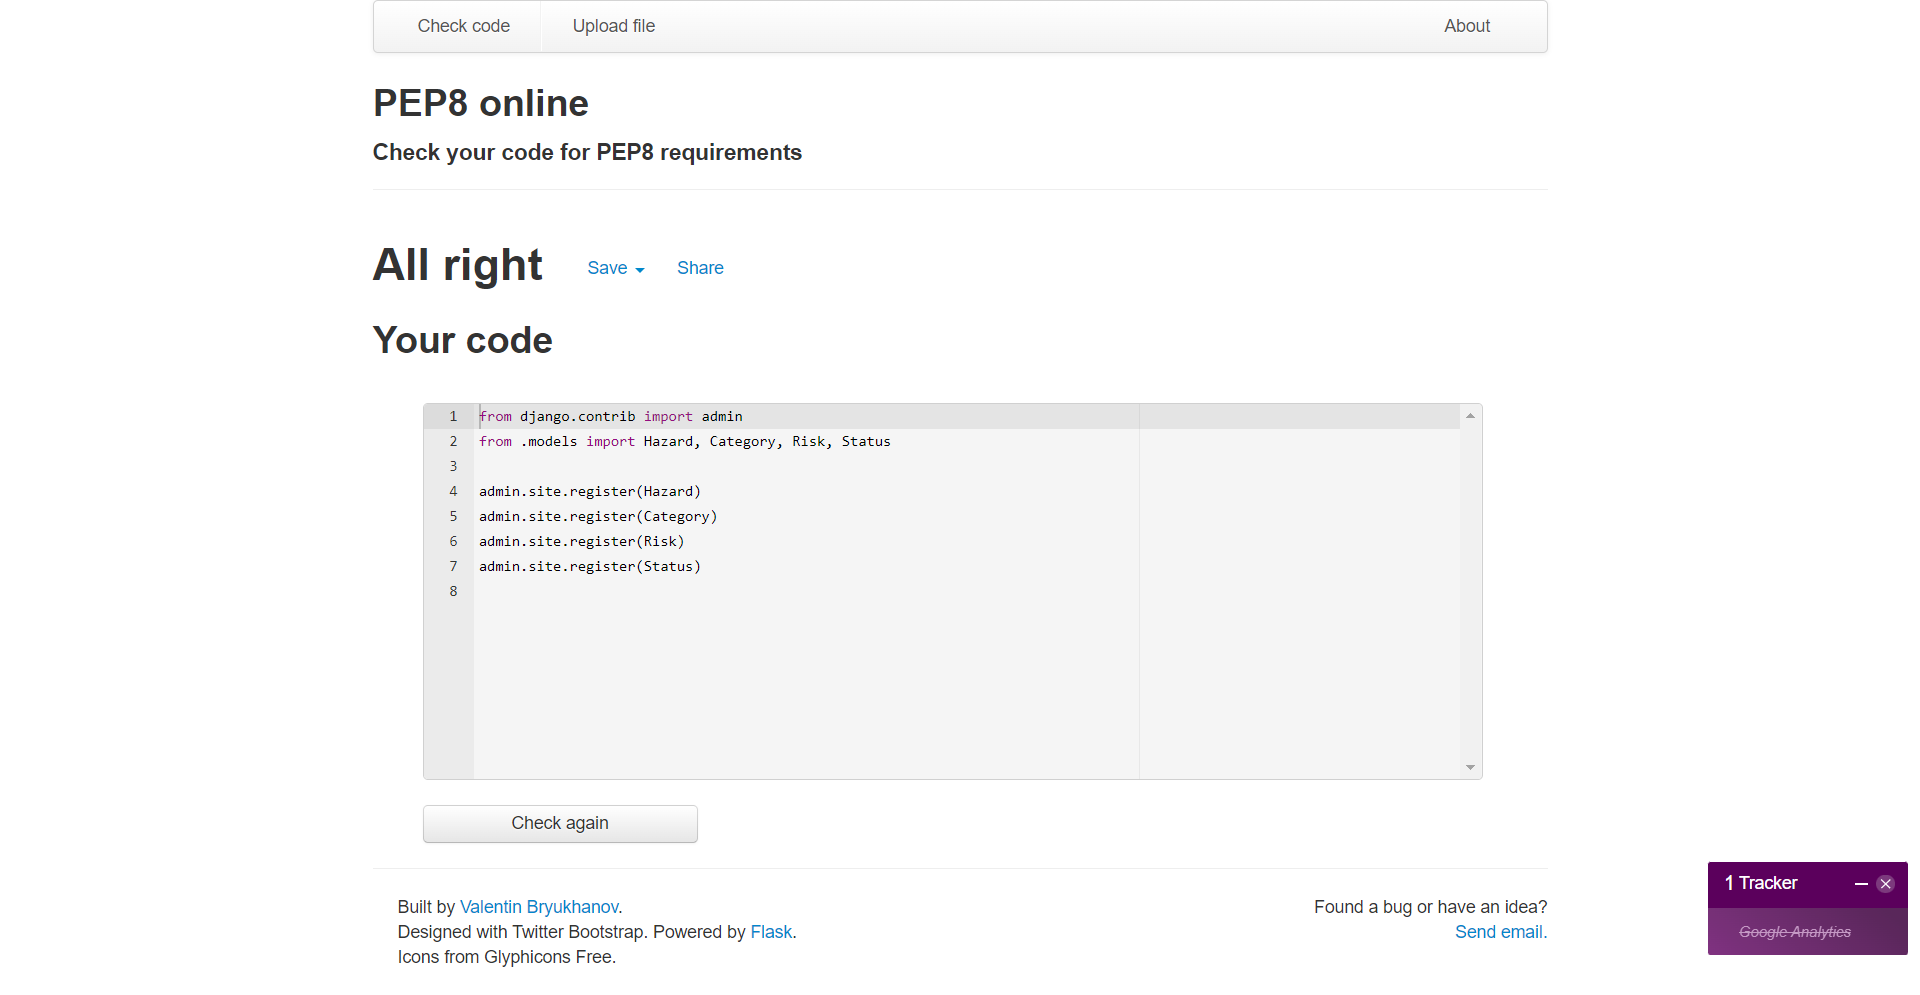 Check code Upload file About
PEP8 online
Check your code for PEP8 requirements
All right Save Share
Your code
1 from django.contrib import admin
2 from .models import Hazard, Category, Risk, Status
3
4 admin.site.register(Hazard)
5 admin.site.register(Category)
6 admin.site.register(Risk)
7 admin.site.register(Status)
8
Check again
Built by Valentin Bryukhanov.
Designed with Twitter Bootstrap. Powered by Flask.
Icons from Glyphicons Free.
Found a bug or have an idea?
Send email.
1 Tracker
Google Analytics